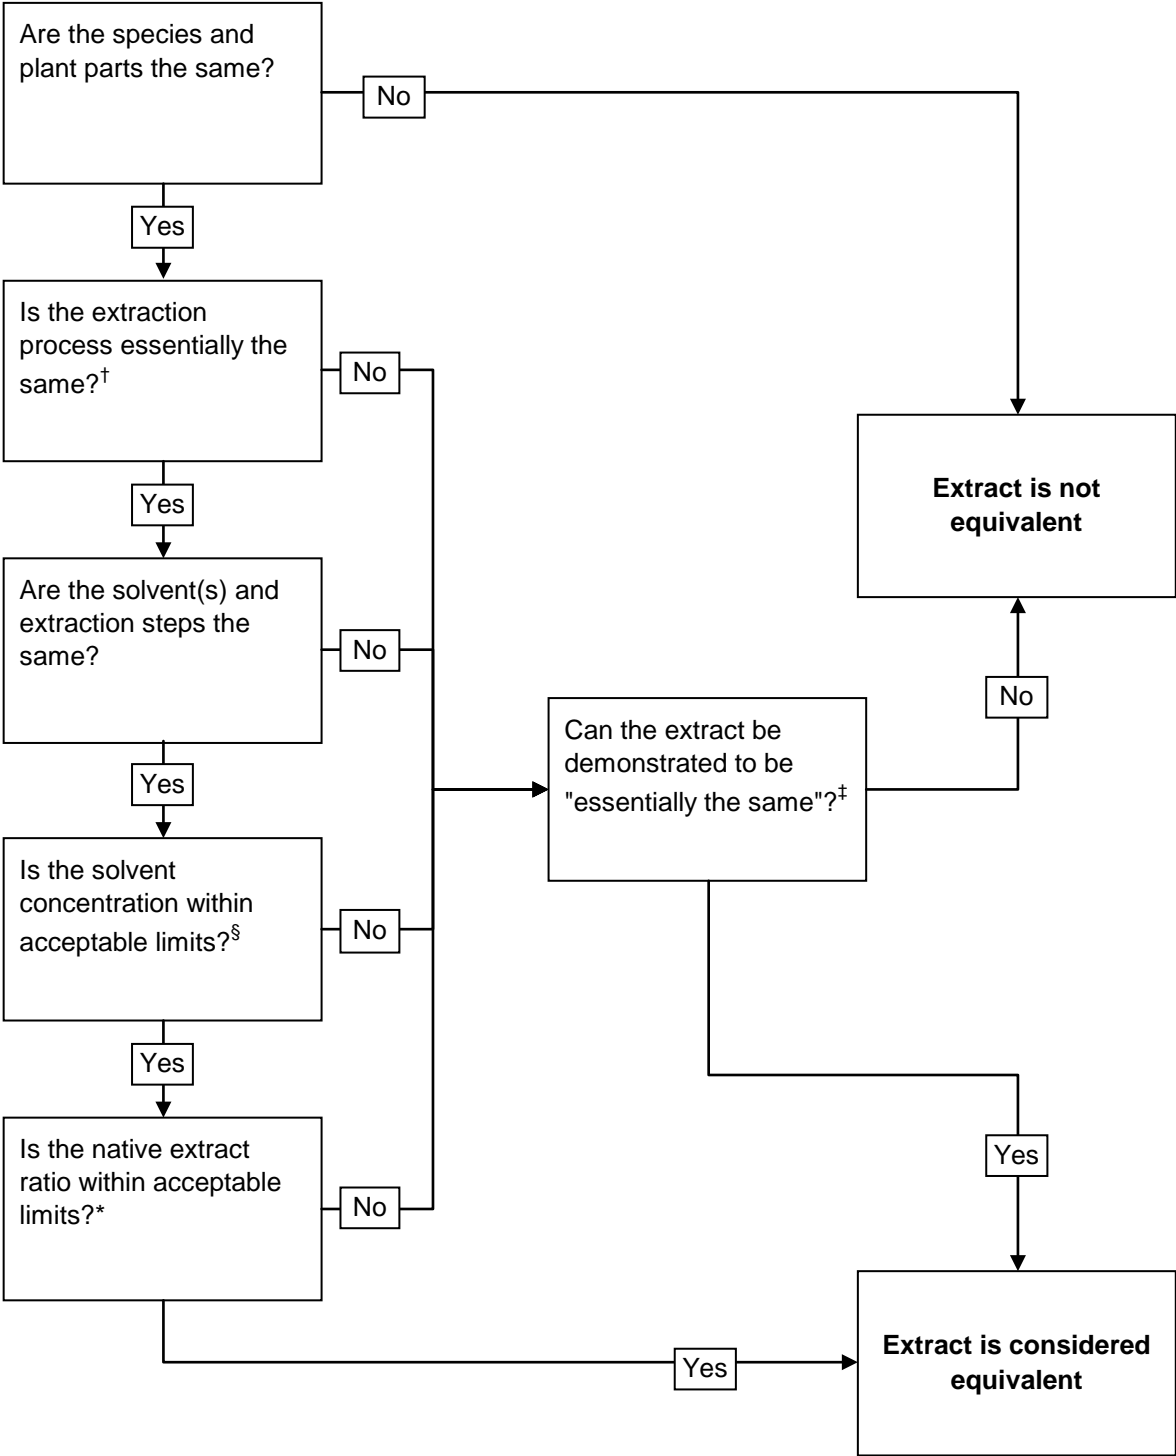 Are the species and
plant parts the same?
No
Yes
Is the extraction
process essentially the
same?†
No
Yes
Are the solvent(s) and
extraction steps the
same?
No
Yes
Is the solvent
concentration within
acceptable limits?§
No
Yes
Is the native extract
ratio within acceptable
limits?*
No
Yes
Can the extract be
demonstrated to be
"essentially the same"?‡
No
Yes
Extract is not
equivalent
Extract is considered
equivalent